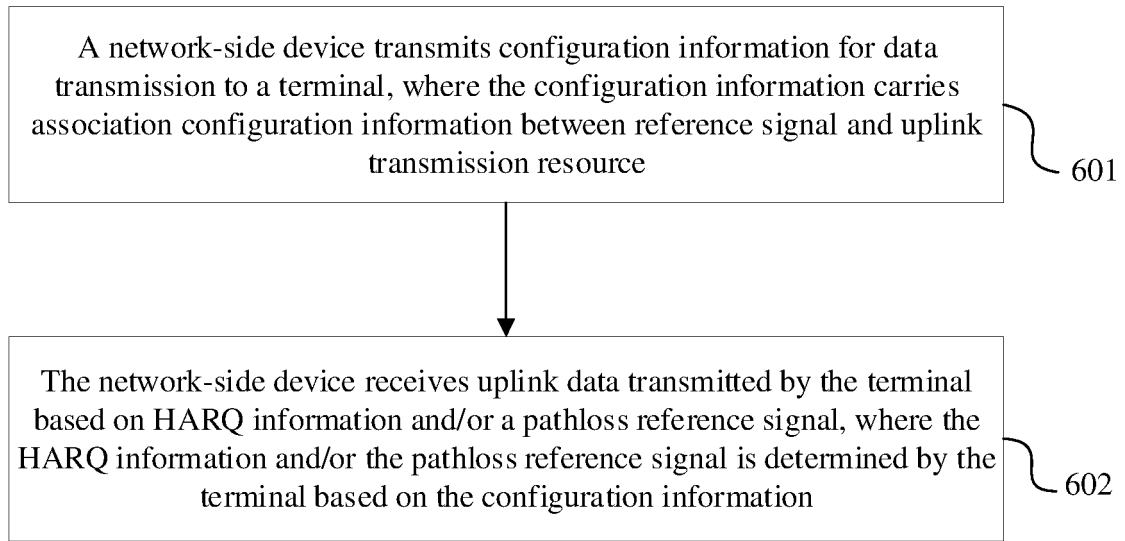 A network-side device transmits configuration information for data
transmission to a terminal, where the configuration information carries
association configuration information between reference signal and uplink
transmission resource
601
The network-side device receives uplink data transmitted by the terminal
based on HARQ information and/or a pathloss reference signal, where the
HARQ information and/or the pathloss reference signal is determined by the
terminal based on the configuration information
602